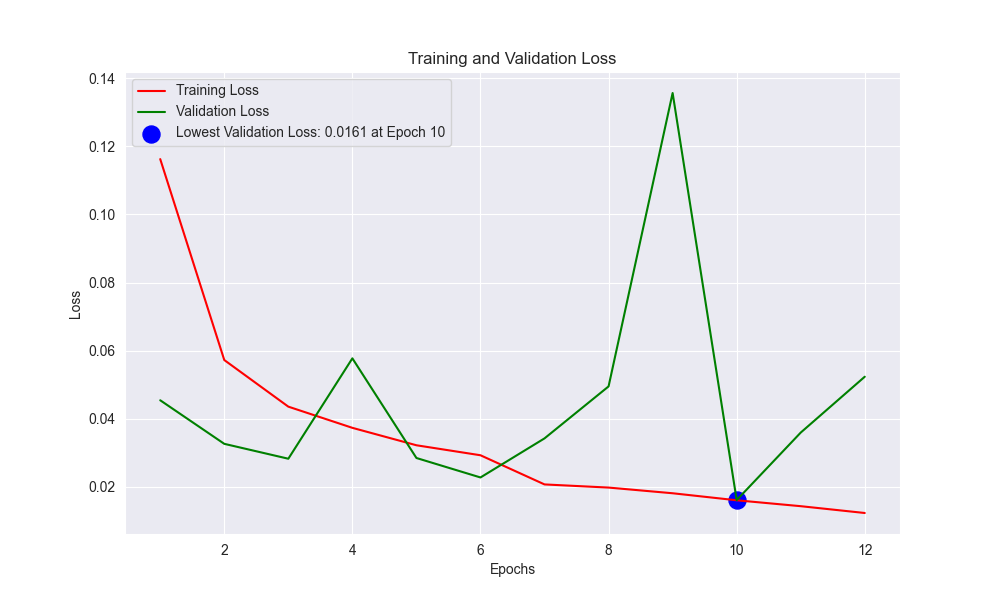 Training and Validation Loss
Training Loss
Validation Loss
Lowest Validation Loss: 0.0161 at Epoch 10
0.14
0.12
0.10
0.08
0.06
0.04
0.02
Loss
2 4 6 8 10 12
Epochs